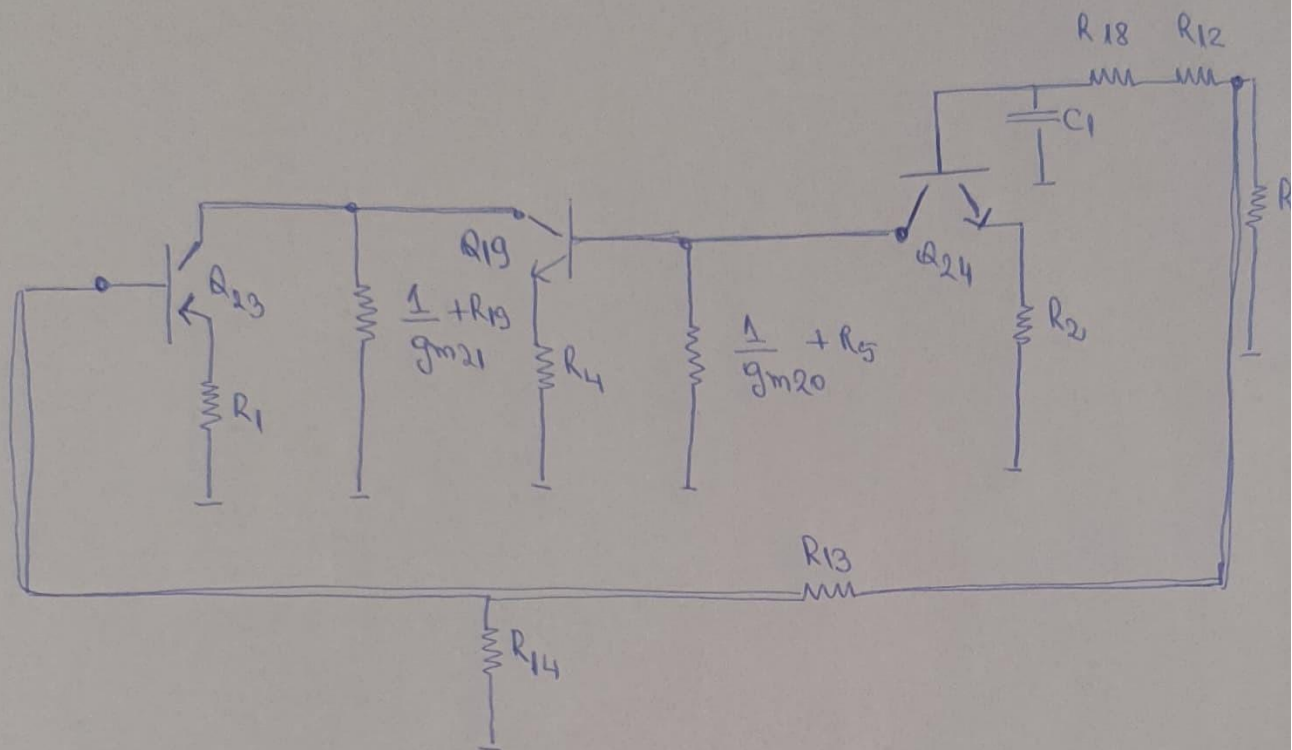 R18 R12
C1
Q19
Q23
Q24
1/gm21 + R19
R4
1/gm20 + R5
R2
R1
R
R13
R14